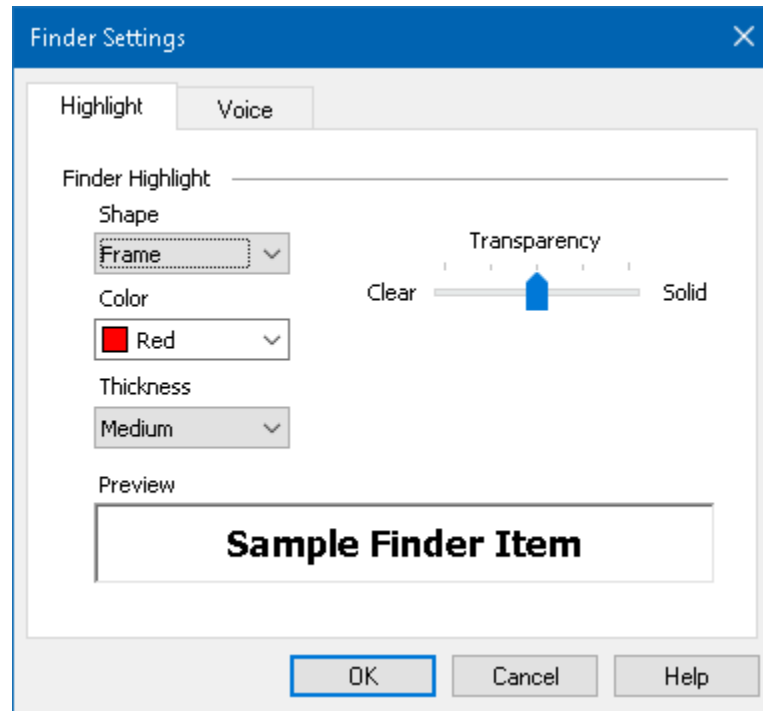 Finder Settings
Highlight Voice
Finder Highlight
Shape
Frame
Transparency
Clear Solid
Color
Red
Thickness
Medium
Preview
Sample Finder Item
OK Cancel Help